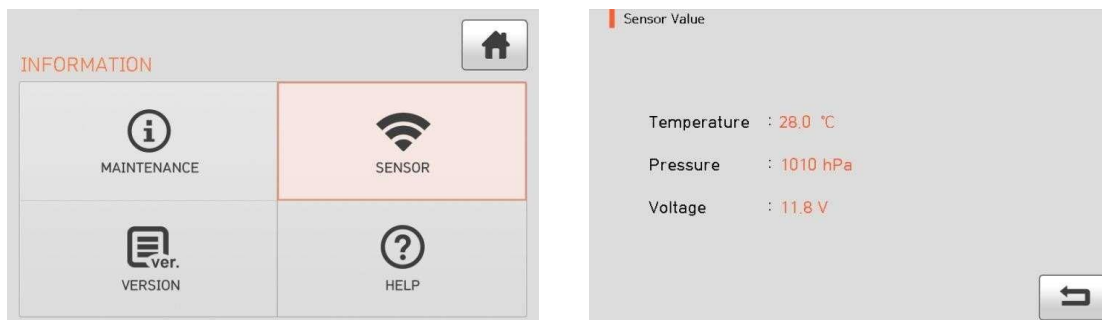 INFORMATION
MAINTENANCE
SENSOR
ver.
VERSION
HELP
Sensor Value
Temperature : 28.0 ℃
Pressure : 1010 hPa
Voltage : 11.8 V